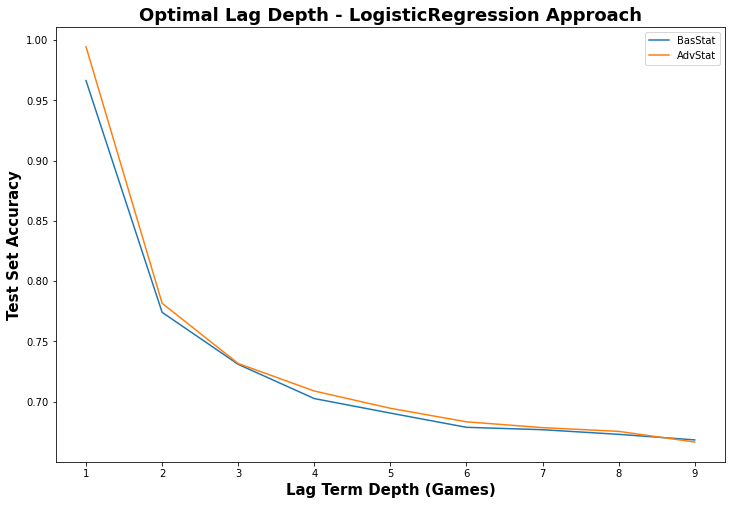 Optimal Lag Depth - LogisticRegression Approach
BasStat
AdvStat
Test Set Accuracy
1.00
0.95
0.90
0.85
0.80
0.75
0.70
1 2 3 4 5 6 7 8 9
Lag Term Depth (Games)